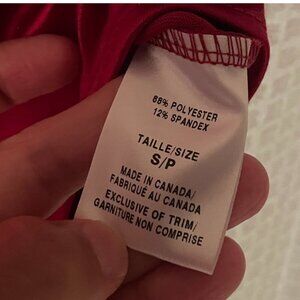 88% POLYESTER
12% SPANDEX
TAILLE/SIZE
S/P
MADE IN CANADA/
FABRIQUÉ AU CANADA
EXCLUSIVE OF TRIM/
GARNITURE NON COMPRISE